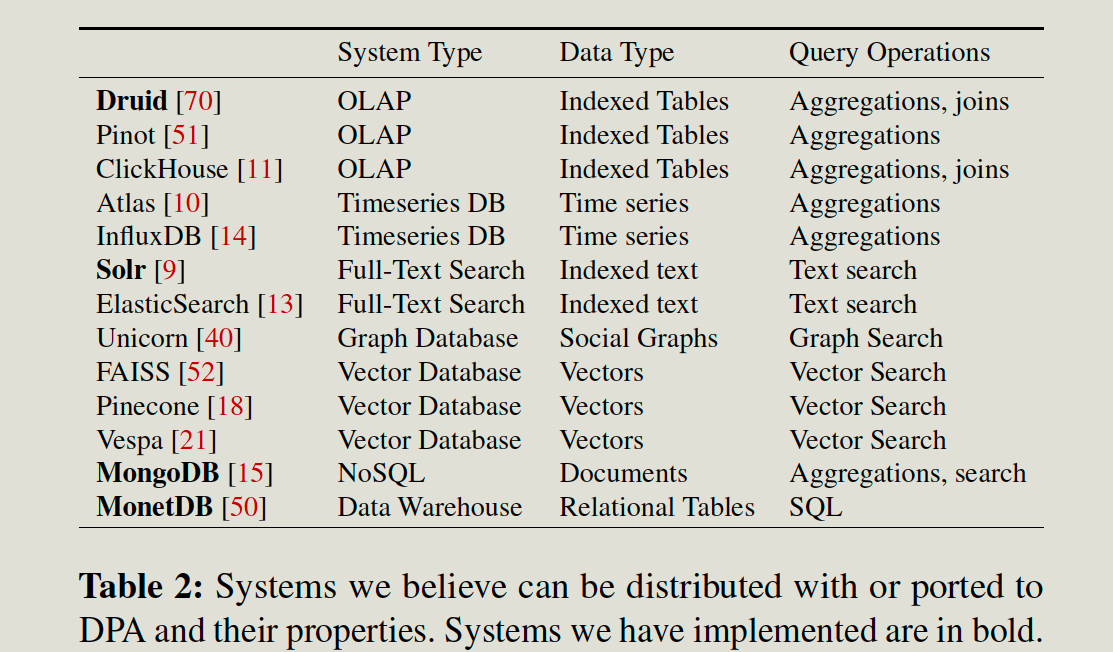 System Type Data Type Query Operations
Druid [70] OLAP Indexed Tables Aggregations, joins
Pinot [51] OLAP Indexed Tables Aggregations
ClickHouse [11] OLAP Indexed Tables Aggregations, joins
Atlas [10] Timeseries DB Time series Aggregations
InfluxDB [14] Timeseries DB Time series Aggregations
Solr [9] Full-Text Search Indexed text Text search
ElasticSearch [13] Full-Text Search Indexed text Text search
Unicorn [40] Graph Database Social Graphs Graph Search
FAISS [52] Vector Database Vectors Vector Search
Pinecone [18] Vector Database Vectors Vector Search
Vespa [21] Vector Database Vectors Vector Search
MongoDB [15] NoSQL Documents Aggregations, search
MonetDB [50] Data Warehouse Relational Tables SQL
Table 2: Systems we believe can be distributed with or ported to
DPA and their properties. Systems we have implemented are in bold.